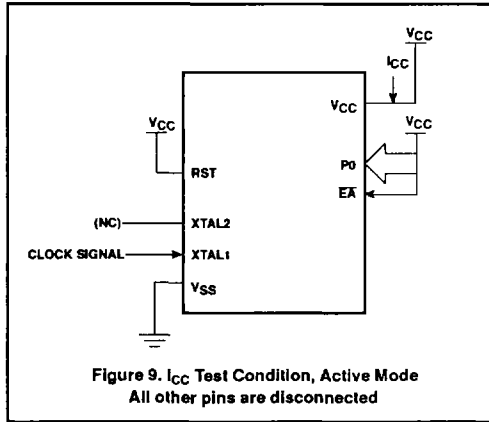 VCC
ICC
VCC
VCC
VCC
P0
EA
RST
(NC)
XTAL2
CLOCK SIGNAL
XTAL1
VSS
Figure 9. ICC Test Condition, Active Mode
All other pins are disconnected